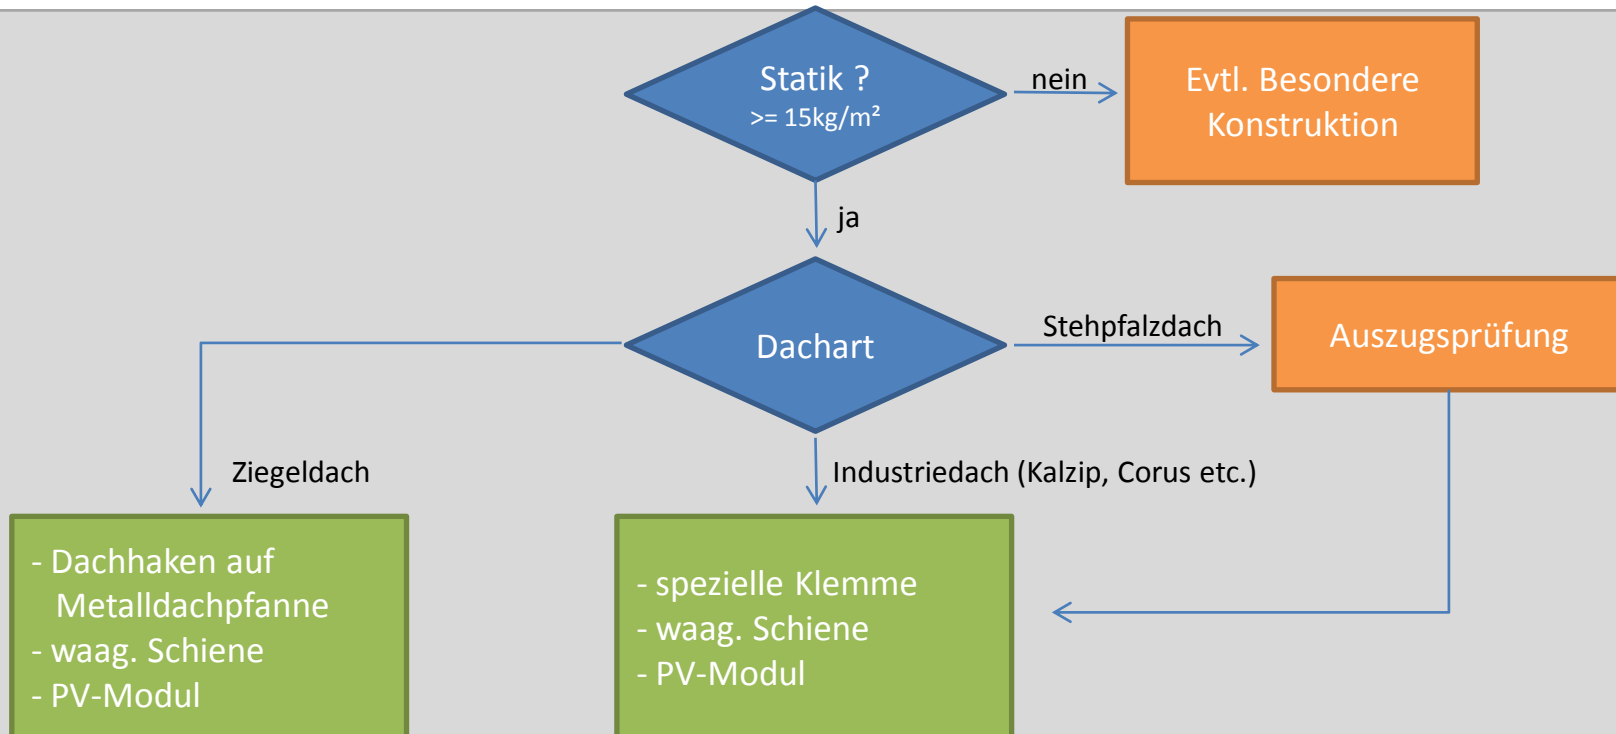 Statik ?
>= 15kg/m²
nein
Evtl. Besondere
Konstruktion
ja
Dachart
Stehpfalzdach
Auszugsprüfung
Ziegeldach
Industriedach (Kalzip, Corus etc.)
- Dachhaken auf
Metalldachpfanne
- waag. Schiene
- PV-Modul
- spezielle Klemme
- waag. Schiene
- PV-Modul